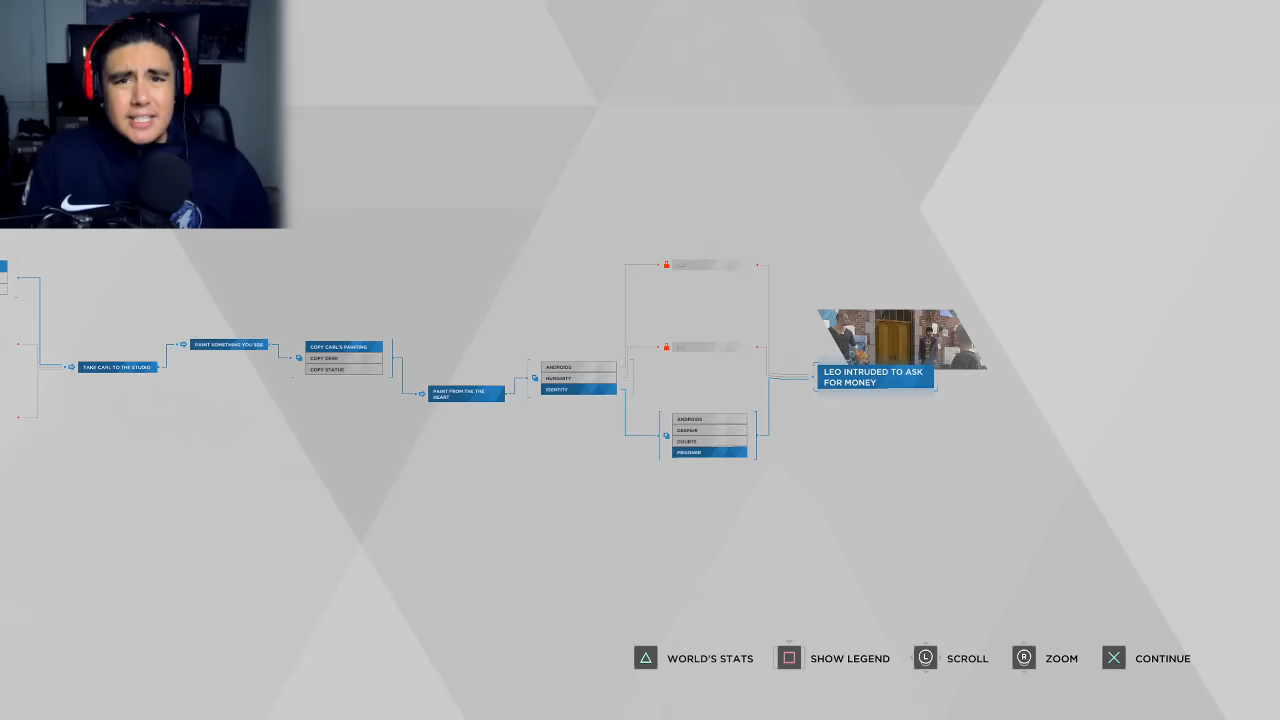 TAKE CARL TO THE STUDIO
PAINT SOMETHING YOU SEE
COPY CARL'S PAINTING
COPY DESK
COPY STATUE
PAINT FROM THE THE
HEART
ANDROIDS
HUMANITY
IDENTITY
ANDROIDS
DESPAIR
DOUBTS
PRISONER
LEO INTRUDED TO ASK
FOR MONEY
WORLD'S STATS
SHOW LEGEND
L
SCROLL
R
ZOOM
CONTINUE